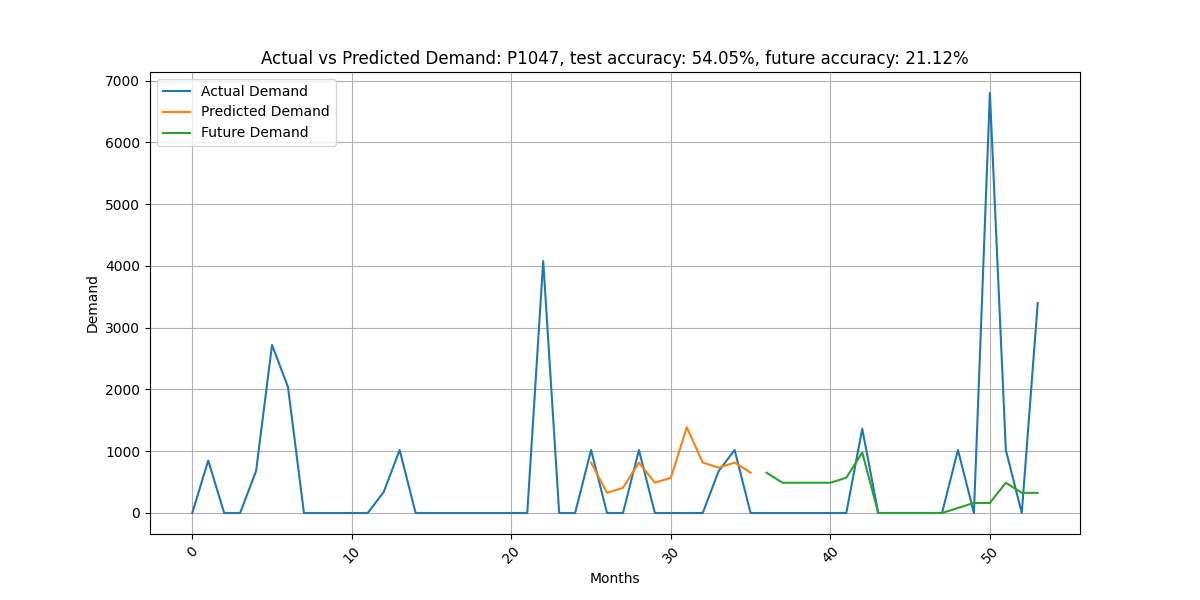 Actual vs Predicted Demand: P1047, test accuracy: 54.05%, future accuracy: 21.12%
Actual Demand
Predicted Demand
Future Demand
7000
6000
5000
4000
3000
2000
1000
0
Demand
0 10 20 30 40 50
Months